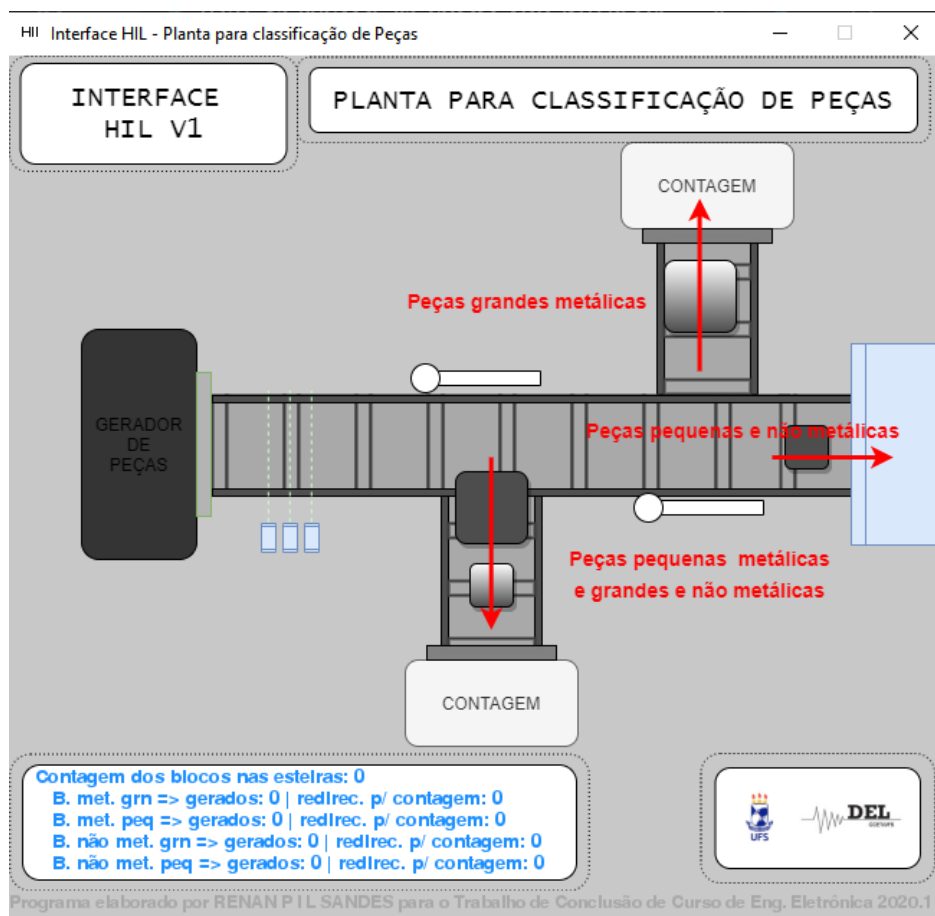 HII Interface HIL - Planta para classificação de Peças
INTERFACE
HIL V1
PLANTA PARA CLASSIFICAÇÃO DE PEÇAS
CONTAGEM
Peças grandes metálicas
GERADOR
DE
PEÇAS
Peças pequenas e não metálicas
Peças pequenas metálicas
e grandes e não metálicas
CONTAGEM
Contagem dos blocos nas esteiras: 0
B. met. grn => gerados: 0 | redIrec. p/ contagem: 0
B. met. peq => gerados: 0 | redIrec. p/ contagem: 0
B. não met. grn => gerados: 0 | redIrec. p/ contagem: 0
B. não met. peq => gerados: 0 | redIrec. p/ contagem: 0
UFS
DEL
Programa elaborado por RENAN P I L SANDES para o Trabalho de Conclusão de Curso de Eng. Eletrônica 2020.1